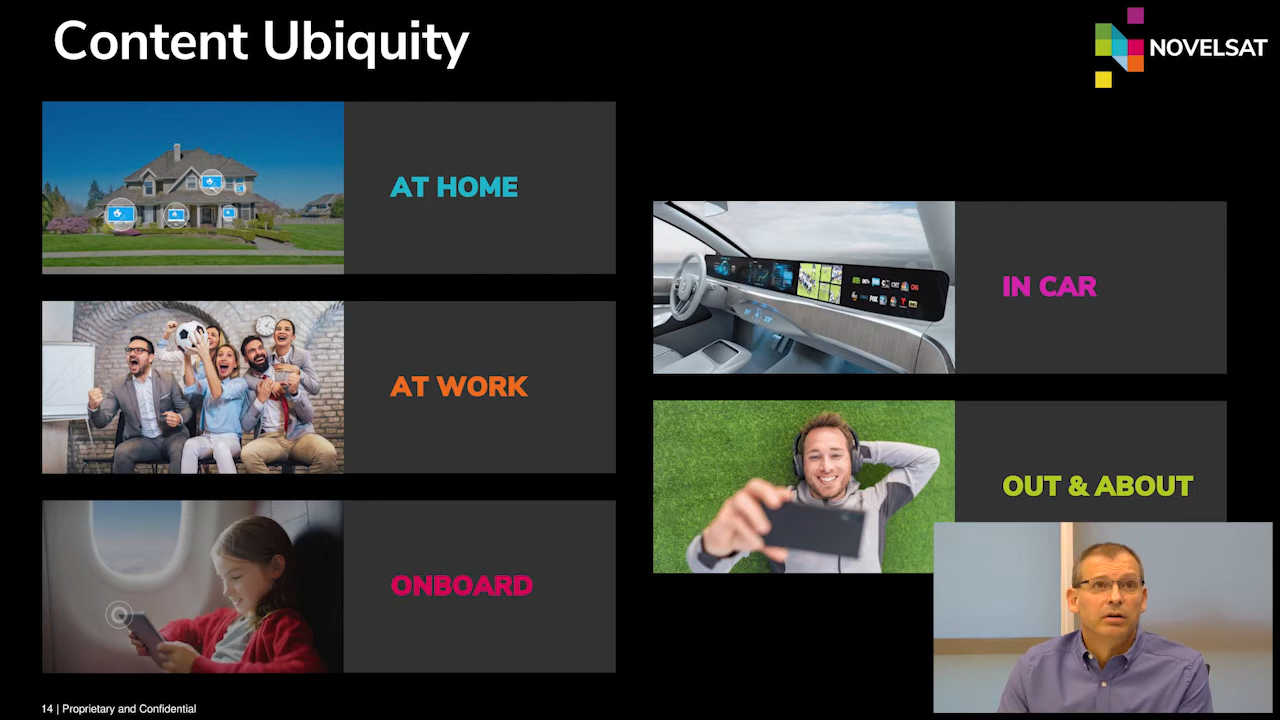 Content Ubiquity
NOVELSAT
AT HOME
AT WORK
ONBOARD
IN CAR
OUT & ABOUT
14 | Proprietary and Confidential